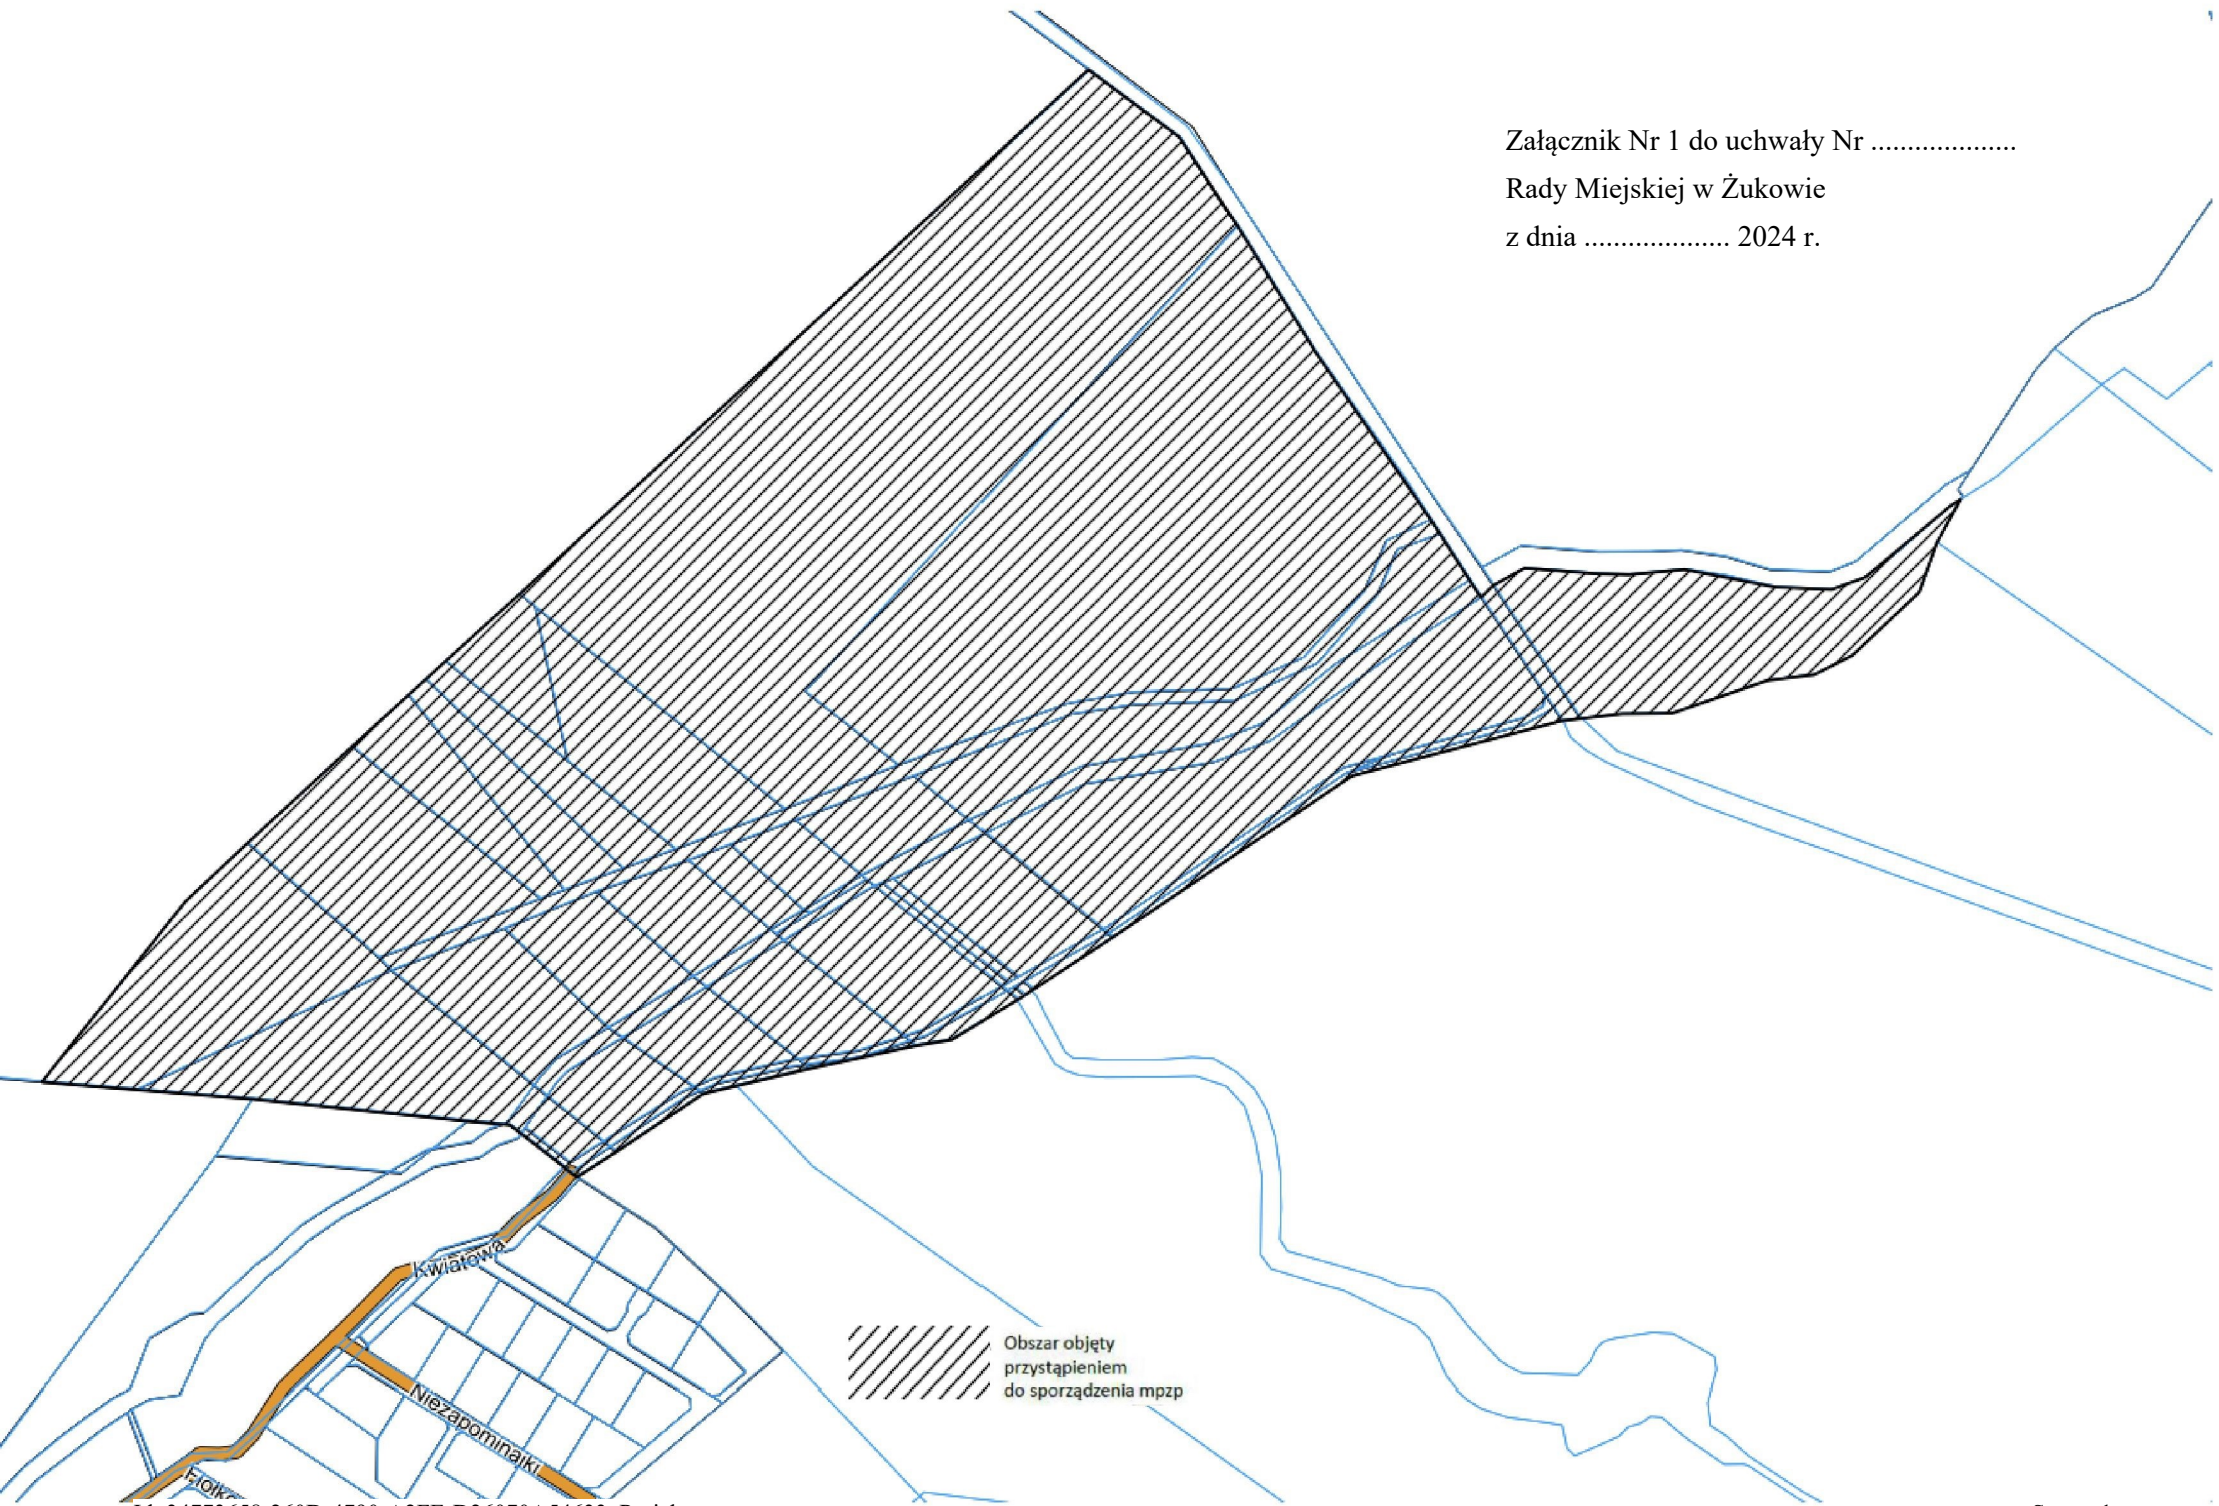 Załącznik Nr 1 do uchwały Nr ....................
Rady Miejskiej w Żukowie
z dnia .................... 2024 r.
Kwiatowa
Obszar objęty
przystąpieniem
do sporządzenia mpzp
Niezapominajki